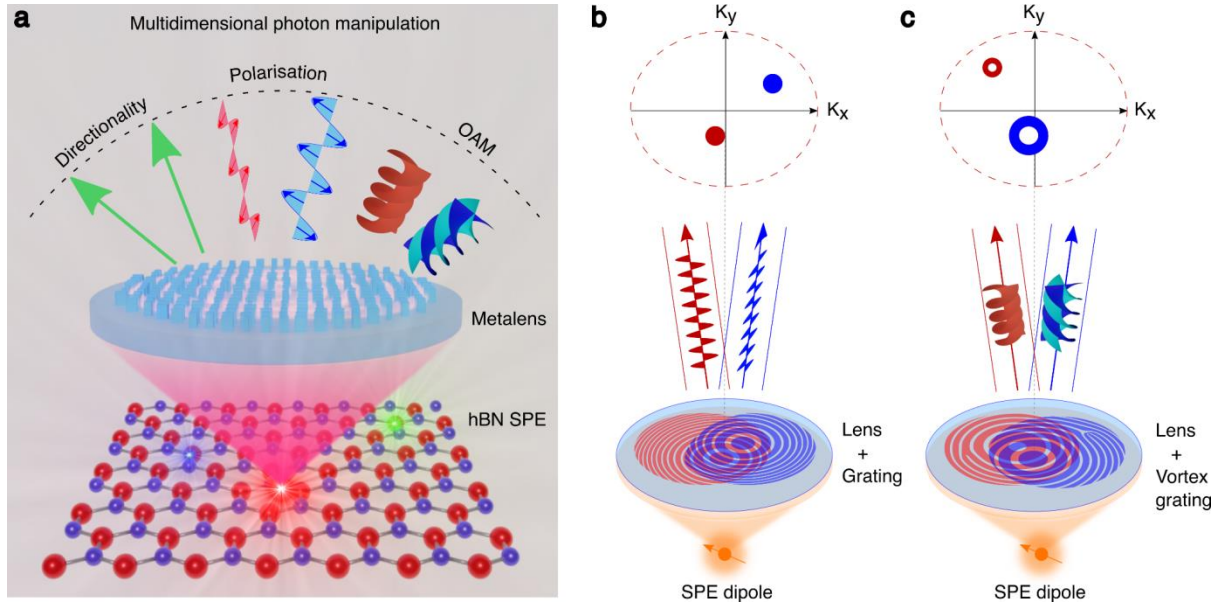 a
Multidimensional photon manipulation
Directionality
Polarisation
OAM
Metalens
hBN SPE
b
Ky
Kx
Lens
+
Grating
SPE dipole
c
Ky
Kx
Lens
+
Vortex
grating
SPE dipole